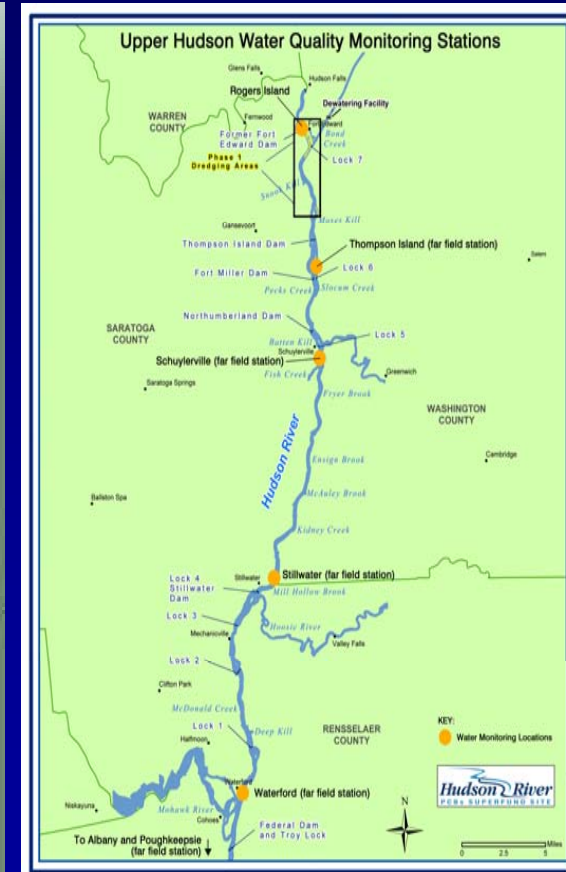 Upper Hudson Water Quality Monitoring Stations
Glens Falls
Hudson Falls
Rogers Island
Dewatering Facility
WARREN
COUNTY
Fernwood
Fort Edward
Former Fort
Edward Dam
Bond
Creek
Phase 1
Dredging Areas
Lock 7
Snook Kill
Moses Kill
Gansevoort
Thompson Island Dam
Thompson Island (far field station)
Salem
Fort Miller Dam
Lock 6
Pecks Creek
Slocum Creek
Northumberland Dam
SARATOGA
COUNTY
Batten Kill
Lock 5
Schuylerville
Schuylerville (far field station)
Fish Creek
Greenwich
Saratoga Springs
Fryer Brook
WASHINGTON
COUNTY
Hudson River
Ensign Brook
Cambridge
McAuley Brook
Ballston Spa
Kidney Creek
Lock 4
Stillwater
Dam
Stillwater
Stillwater (far field station)
Mill Hollow Brook
Lock 3
Hoosic River
Mechanicville
Valley Falls
Lock 2
Clifton Park
McDonald Creek
Lock 1
Deep Kill
RENSSELAER
COUNTY
KEY:
Water Monitoring Locations
Halfmoon
Hudson River
PCBs SUPERFUND SITE
Waterford
Waterford (far field station)
Niskayuna
Mohawk River
Cohoes
N
To Albany and Poughkeepsie
(far field station)
Federal Dam
and Troy Lock
Miles
0 2.5 5